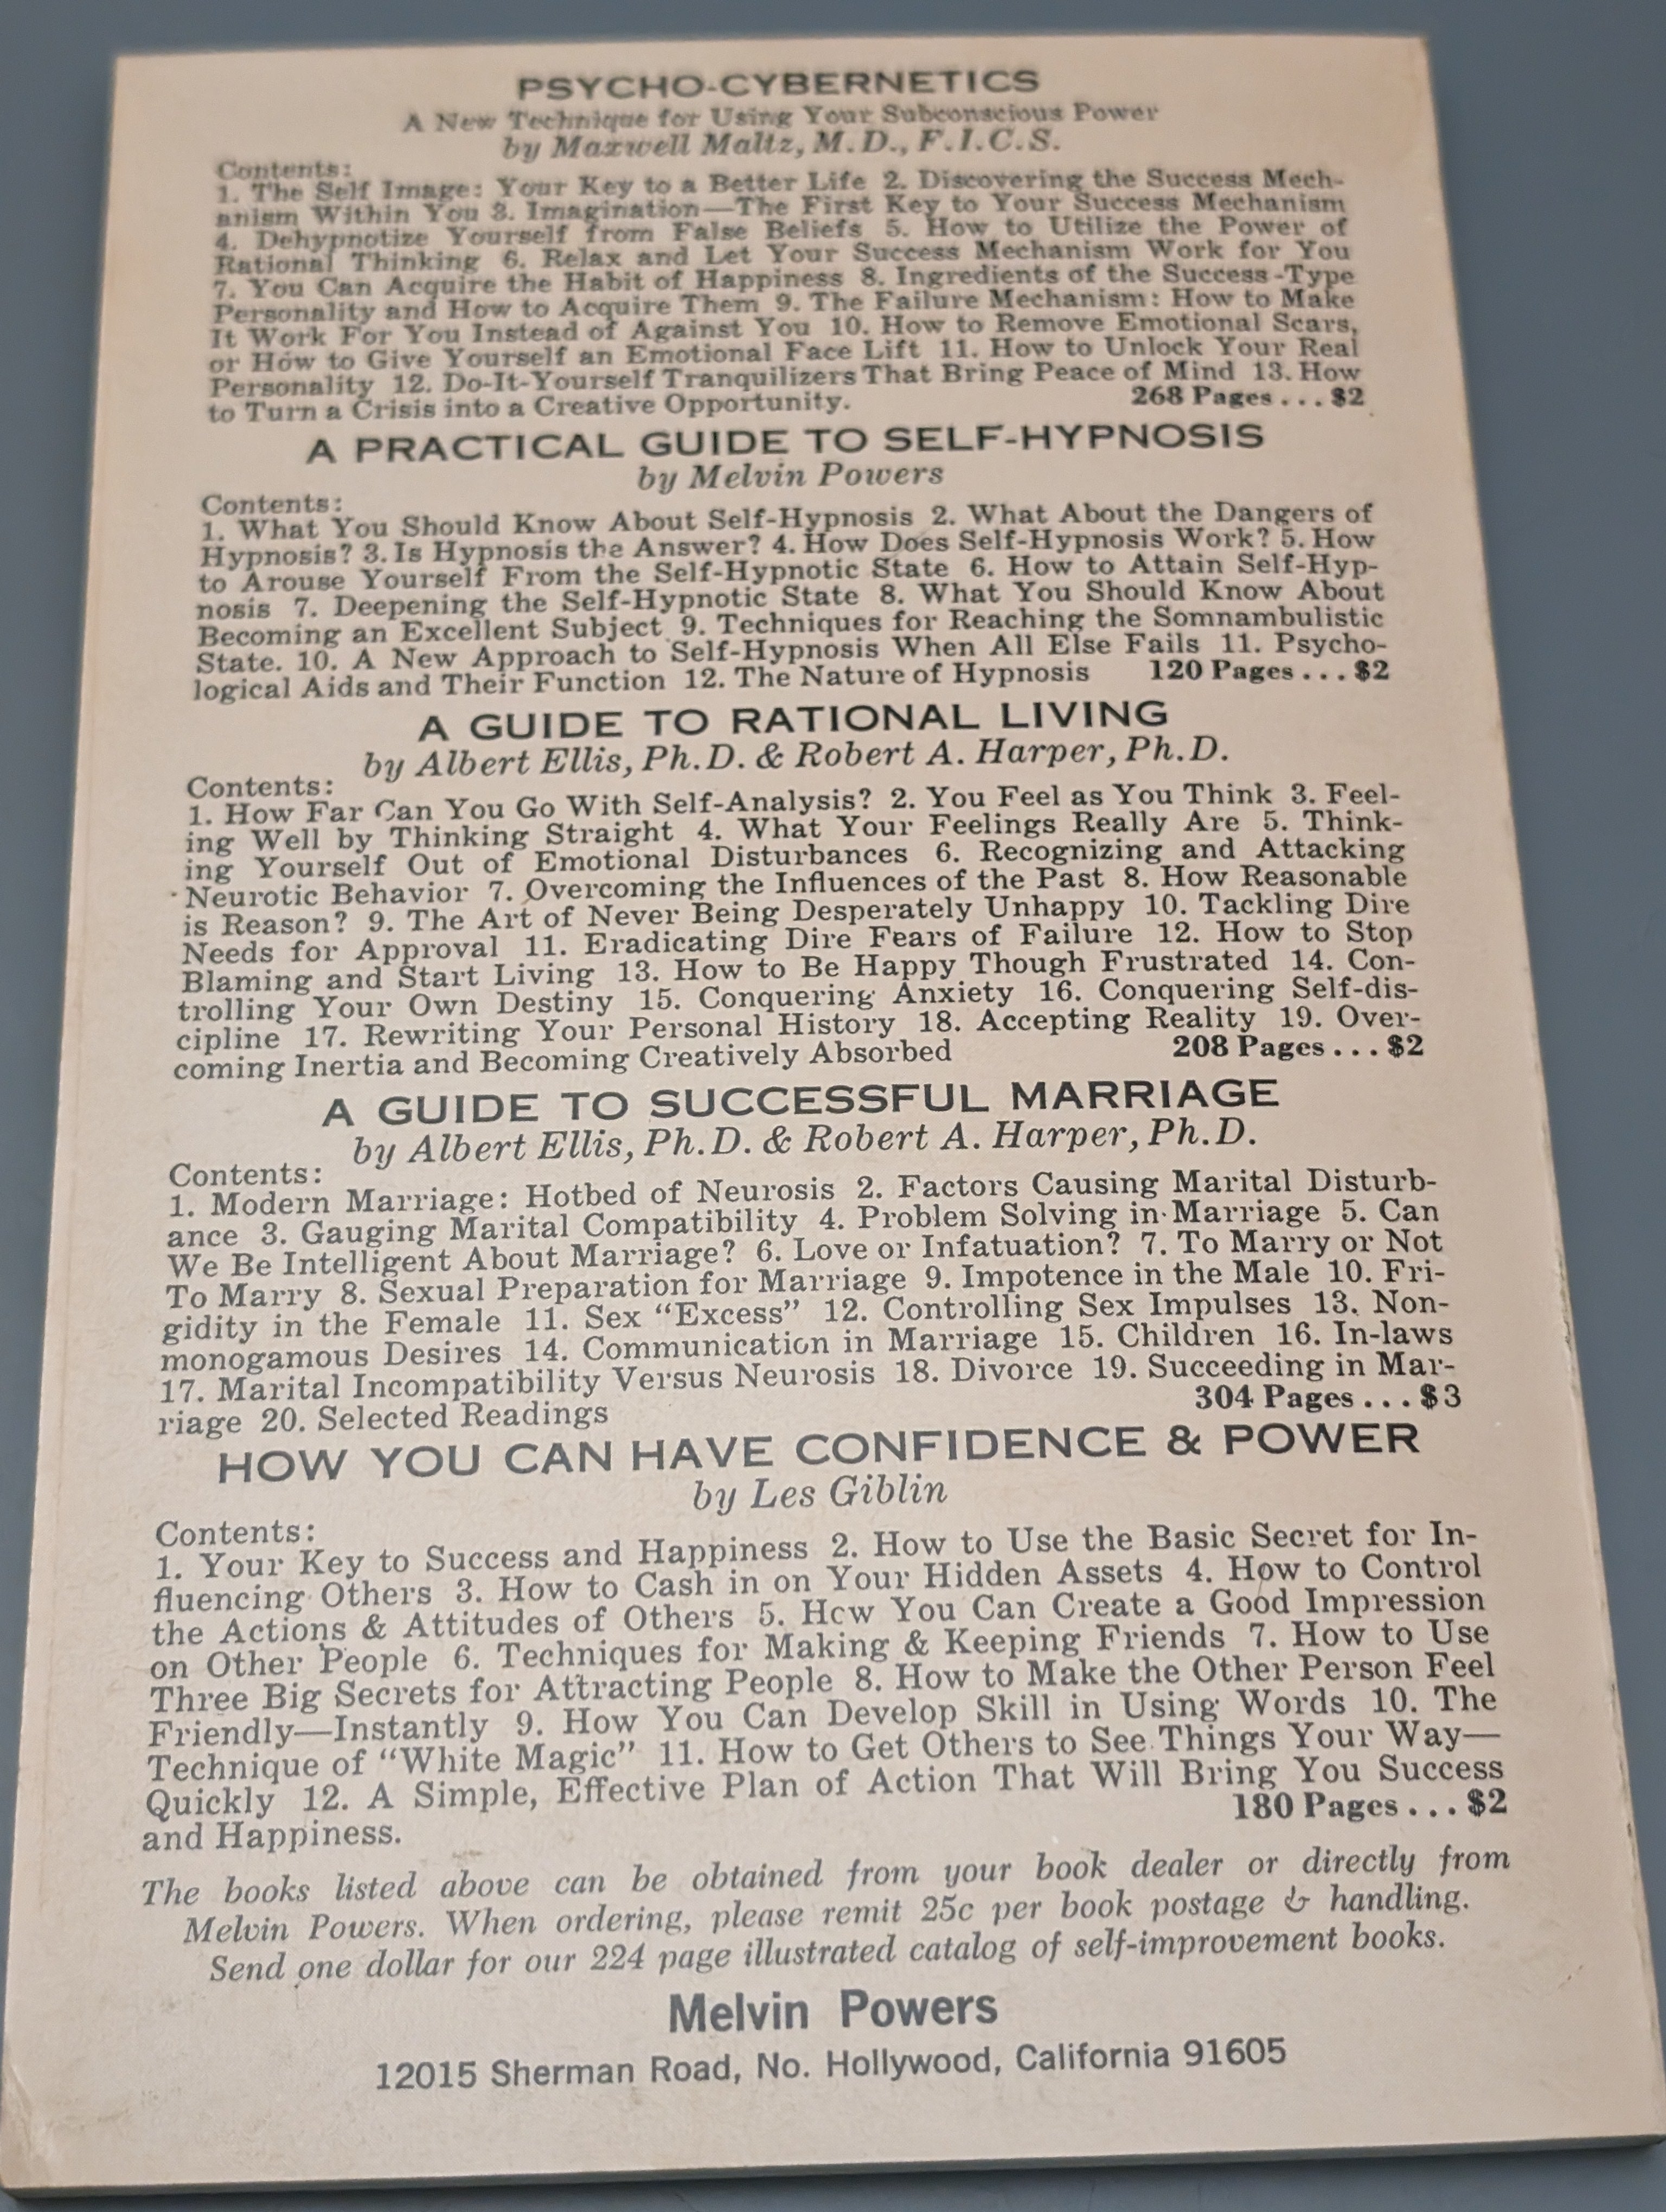 PSYCHO-CYBERNETICS
A New Technique for Using Your Subconscious Power
by Maxwell Maltz, M.D., F.I.C.S.
Contents:
1. The Self Image: Your Key to a Better Life 2. Discovering the Success Mech-
anism Within You 3. Imagination—The First Key to Your Success Mechanism
4. Dehypnotize Yourself from False Beliefs 5. How to Utilize the Power of
Rational Thinking 6. Relax and Let Your Success Mechanism Work for You
7. You Can Acquire the Habit of Happiness 8. Ingredients of the Success-Type
Personality and How to Acquire Them 9. The Failure Mechanism: How to Make
It Work For You Instead of Against You 10. How to Remove Emotional Scars,
or How to Give Yourself an Emotional Face Lift 11. How to Unlock Your Real
Personality 12. Do-It-Yourself Tranquilizers That Bring Peace of Mind 13. How
to Turn a Crisis into a Creative Opportunity. 268 Pages . . . $2
A PRACTICAL GUIDE TO SELF-HYPNOSIS
by Melvin Powers
Contents:
1. What You Should Know About Self-Hypnosis 2. What About the Dangers of
Hypnosis? 3. Is Hypnosis the Answer? 4. How Does Self-Hypnosis Work? 5. How
to Arouse Yourself From the Self-Hypnotic State 6. How to Attain Self-Hyp-
nosis 7. Deepening the Self-Hypnotic State 8. What You Should Know About
Becoming an Excellent Subject 9. Techniques for Reaching the Somnambulistic
State. 10. A New Approach to Self-Hypnosis When All Else Fails 11. Psycho-
logical Aids and Their Function 12. The Nature of Hypnosis 120 Pages . . . $2
A GUIDE TO RATIONAL LIVING
by Albert Ellis, Ph.D. & Robert A. Harper, Ph.D.
Contents:
1. How Far Can You Go With Self-Analysis? 2. You Feel as You Think 3. Feel-
ing Well by Thinking Straight 4. What Your Feelings Really Are 5. Think-
ing Yourself Out of Emotional Disturbances 6. Recognizing and Attacking
Neurotic Behavior 7. Overcoming the Influences of the Past 8. How Reasonable
is Reason? 9. The Art of Never Being Desperately Unhappy 10. Tackling Dire
Needs for Approval 11. Eradicating Dire Fears of Failure 12. How to Stop
Blaming and Start Living 13. How to Be Happy Though Frustrated 14. Con-
trolling Your Own Destiny 15. Conquering Anxiety 16. Conquering Self-dis-
cipline 17. Rewriting Your Personal History 18. Accepting Reality 19. Over-
coming Inertia and Becoming Creatively Absorbed 208 Pages . . . $2
A GUIDE TO SUCCESSFUL MARRIAGE
by Albert Ellis, Ph.D. & Robert A. Harper, Ph.D.
Contents:
1. Modern Marriage: Hotbed of Neurosis 2. Factors Causing Marital Disturb-
ance 3. Gauging Marital Compatibility 4. Problem Solving in Marriage 5. Can
We Be Intelligent About Marriage? 6. Love or Infatuation? 7. To Marry or Not
To Marry 8. Sexual Preparation for Marriage 9. Impotence in the Male 10. Fri-
gidity in the Female 11. Sex “Excess” 12. Controlling Sex Impulses 13. Non-
monogamous Desires 14. Communication in Marriage 15. Children 16. In-laws
17. Marital Incompatibility Versus Neurosis 18. Divorce 19. Succeeding in Mar-
riage 20. Selected Readings 304 Pages . . . $3
HOW YOU CAN HAVE CONFIDENCE & POWER
by Les Giblin
Contents:
1. Your Key to Success and Happiness 2. How to Use the Basic Secret for In-
fluencing Others 3. How to Cash in on Your Hidden Assets 4. How to Control
the Actions & Attitudes of Others 5. How You Can Create a Good Impression
on Other People 6. Techniques for Making & Keeping Friends 7. How to Use
Three Big Secrets for Attracting People 8. How to Make the Other Person Feel
Friendly—Instantly 9. How You Can Develop Skill in Using Words 10. The
Technique of “White Magic” 11. How to Get Others to See Things Your Way—
Quickly 12. A Simple, Effective Plan of Action That Will Bring You Success
and Happiness. 180 Pages . . . $2
The books listed above can be obtained from your book dealer or directly from
Melvin Powers. When ordering, please remit 25c per book postage & handling.
Send one dollar for our 224 page illustrated catalog of self-improvement books.
Melvin Powers
12015 Sherman Road, No. Hollywood, California 91605